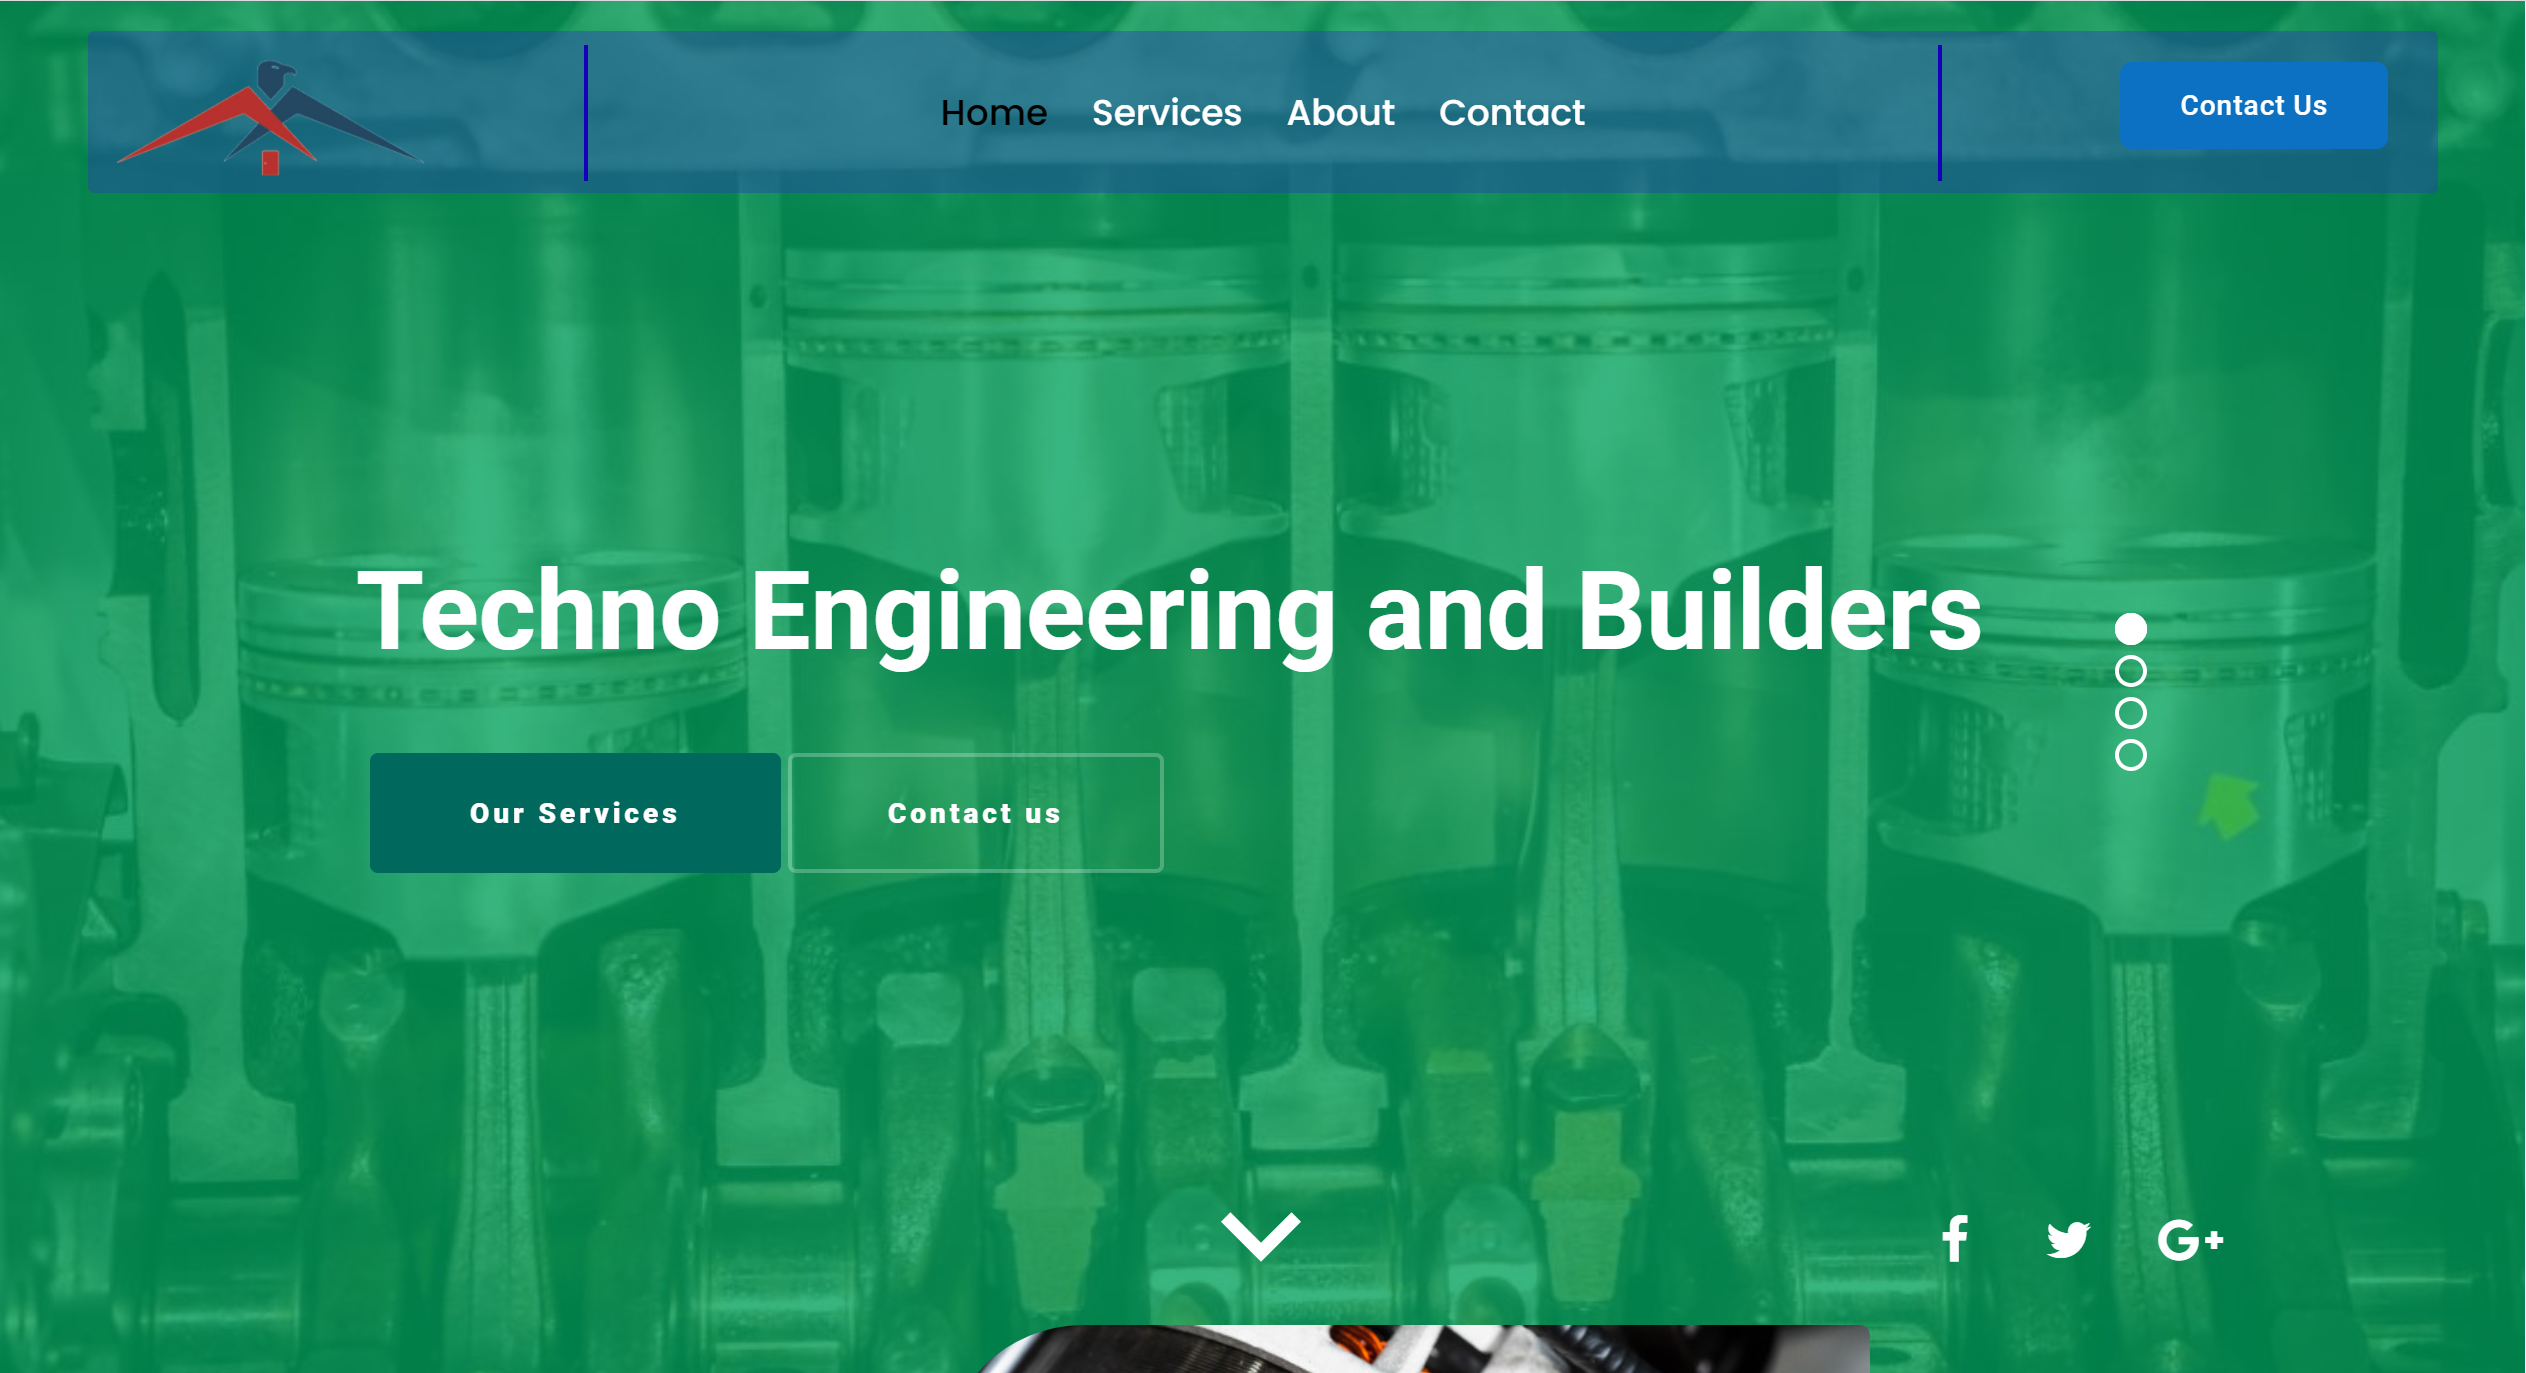 Home Services About Contact
Contact Us
Techno Engineering and Builders
Our Services
Contact us